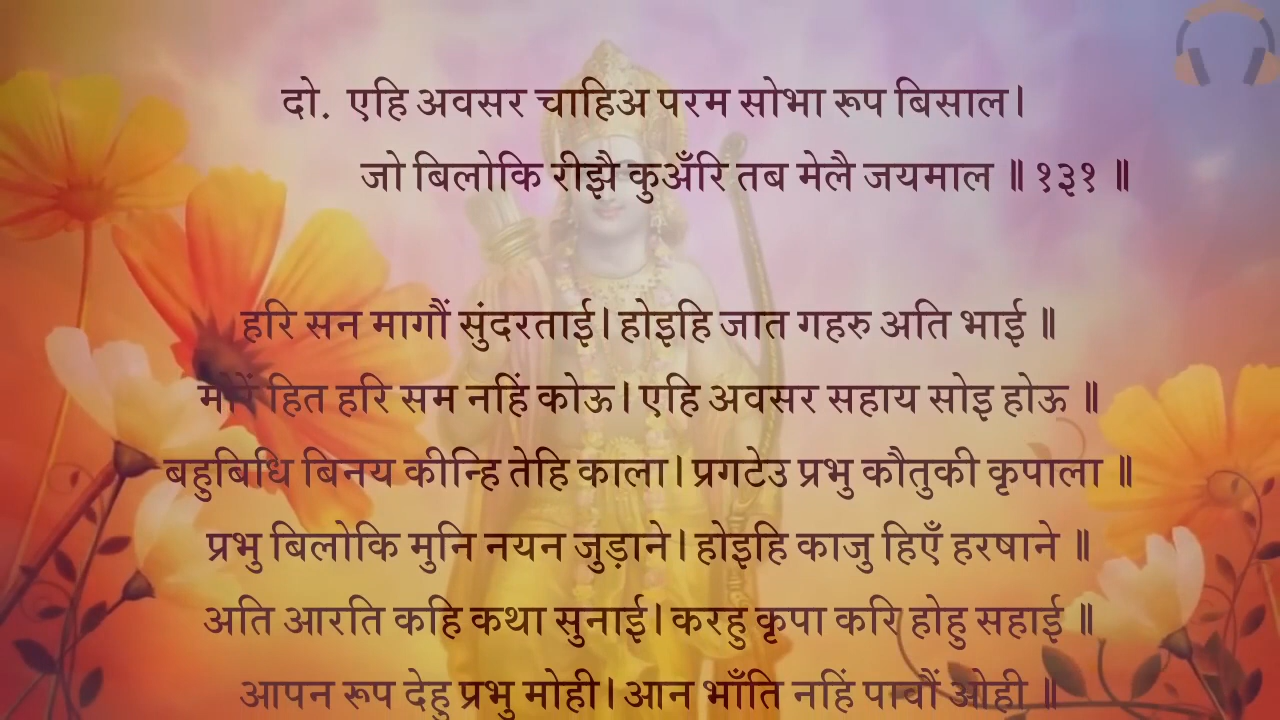 दो. एहि अवसर चाहिअ परम सोभा रूप बिसाल।
जो बिलोकि रीझै कुअँरि तब मेलै जयमाल ॥ १३१ ॥
हरि सन मागौं सुंदरताई। होइहि जात गहरु अति भाई ॥
मोरें हित हरि सम नहिं कोऊ। एहि अवसर सहाय सोइ होऊ ॥
बहुबिधि बिनय कीन्हि तेहि काला। प्रगटेउ प्रभु कौतुकी कृपाला ॥
प्रभु बिलोकि मुनि नयन जुड़ाने। होइहि काजु हिएँ हरषाने ॥
अति आरति कहि कथा सुनाई। करहु कृपा करि होहु सहाई ॥
आपन रूप देहु प्रभु मोही। आन भाँति नहिं पावौं ओही ॥